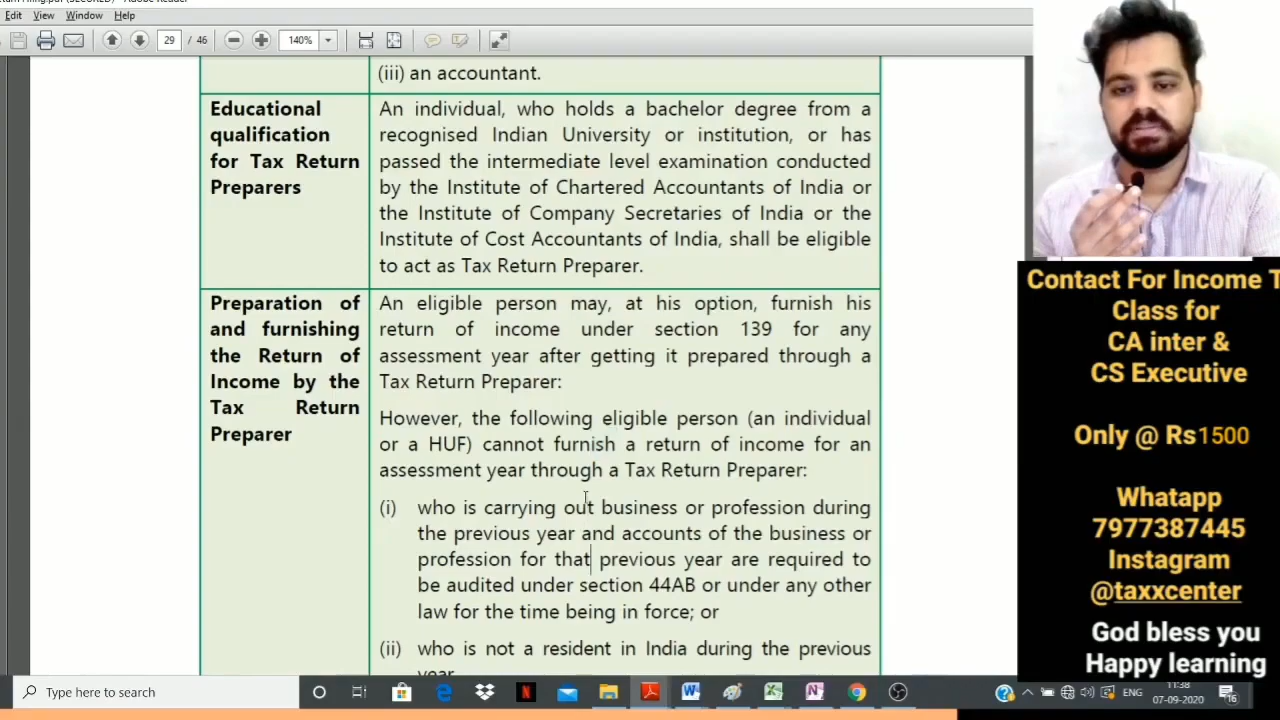 Edit View Window Help
29 / 46
140%
(iii) an accountant.
Educational
qualification
for Tax Return
Preparers
An individual, who holds a bachelor degree from a
recognised Indian University or institution, or has
passed the intermediate level examination conducted
by the Institute of Chartered Accountants of India or
the Institute of Company Secretaries of India or the
Institute of Cost Accountants of India, shall be eligible
to act as Tax Return Preparer.
Preparation of
and furnishing
the Return of
Income by the
Tax Return
Preparer
An eligible person may, at his option, furnish his
return of income under section 139 for any
assessment year after getting it prepared through a
Tax Return Preparer:
However, the following eligible person (an individual
or a HUF) cannot furnish a return of income for an
assessment year through a Tax Return Preparer:
(i) who is carrying out business or profession during
the previous year and accounts of the business or
profession for that previous year are required to
be audited under section 44AB or under any other
law for the time being in force; or
(ii) who is not a resident in India during the previous
year
Contact For Income T
Class for
CA inter &
CS Executive
Only @ Rs1500
Whatapp
7977387445
Instagram
@taxxcenter
God bless you
Happy learning
Type here to search
ENG
11:38
07-09-2020
16